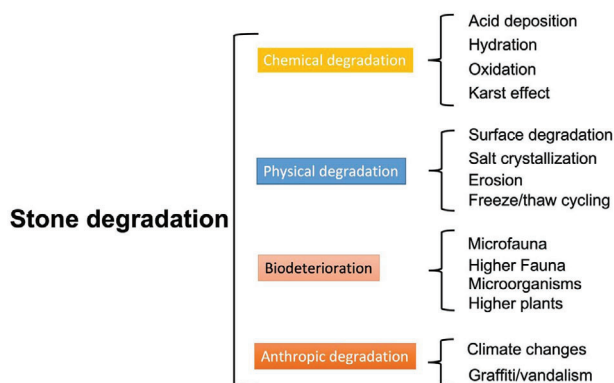 Stone degradation
Chemical degradation
Acid deposition
Hydration
Oxidation
Karst effect
Physical degradation
Surface degradation
Salt crystallization
Erosion
Freeze/thaw cycling
Biodeterioration
Microfauna
Higher Fauna
Microorganisms
Higher plants
Anthropic degradation
Climate changes
Graffiti/vandalism